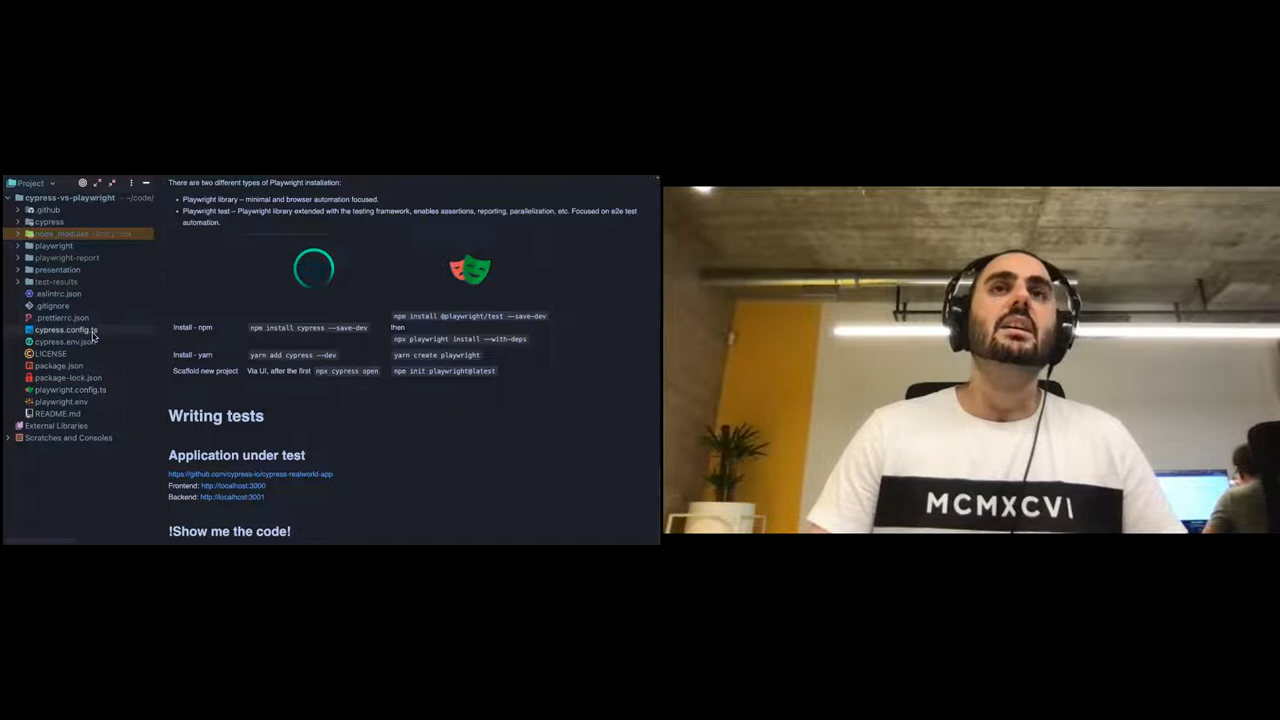 Project
cypress-vs-playwright ~/code/
.github
cypress
node_modules library root
playwright
playwright-report
presentation
test-results
.eslintrc.json
.gitignore
.prettierrc.json
cypress.config.ts
cypress.env.json
LICENSE
package.json
package-lock.json
playwright.config.ts
playwright.env
README.md
External Libraries
Scratches and Consoles
There are two different types of Playwright installation:
• Playwright library – minimal and browser automation focused.
• Playwright test – Playwright library extended with the testing framework, enables assertions, reporting, parallelization, etc. Focused on e2e test
automation.
Install - npm npm install cypress --save-dev npm install @playwright/test --save-dev
then
npx playwright install --with-deps
Install - yarn yarn add cypress --dev yarn create playwright
Scaffold new project Via UI, after the first npx cypress open npm init playwright@latest
Writing tests
Application under test
https://github.com/cypress-io/cypress-realworld-app
Frontend: http://localhost:3000
Backend: http://localhost:3001
!Show me the code!
MCMXCVI